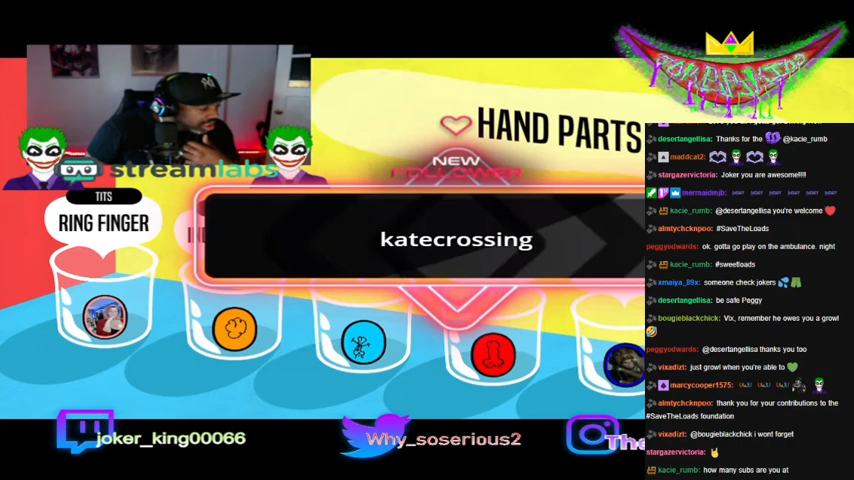 HAND PARTS
NEW
FOLLOWER
katecrossing
streamlabs
TITS
RING FINGER
joker_king00066
Why_soserious2
desertangellisa: Thanks for the @kacie_rumb
maddcat2:
stargazervictoria: Joker you are awesome!!!!
mermaidmjb:
kacie_rumb: @desertangellisa you're welcome
almtychcknpoo: #SaveTheLoads
peggyedwards: ok. gotta go play on the ambulance. night
kacie_rumb: #sweetloads
xmaiya_89x: someone check jokers
desertangellisa: be safe Peggy
bougieblackchick: Vix, remember he owes you a growl
peggyedwards: @desertangellisa thanks you too
vixadizt: just growl when you're able to
marcycooper1575:
almtychcknpoo: thank you for your contributions to the
#SaveTheLoads foundation
vixadizt: @bougieblackchick i wont forget
stargazervictoria:
kacie_rumb: how many subs are you at